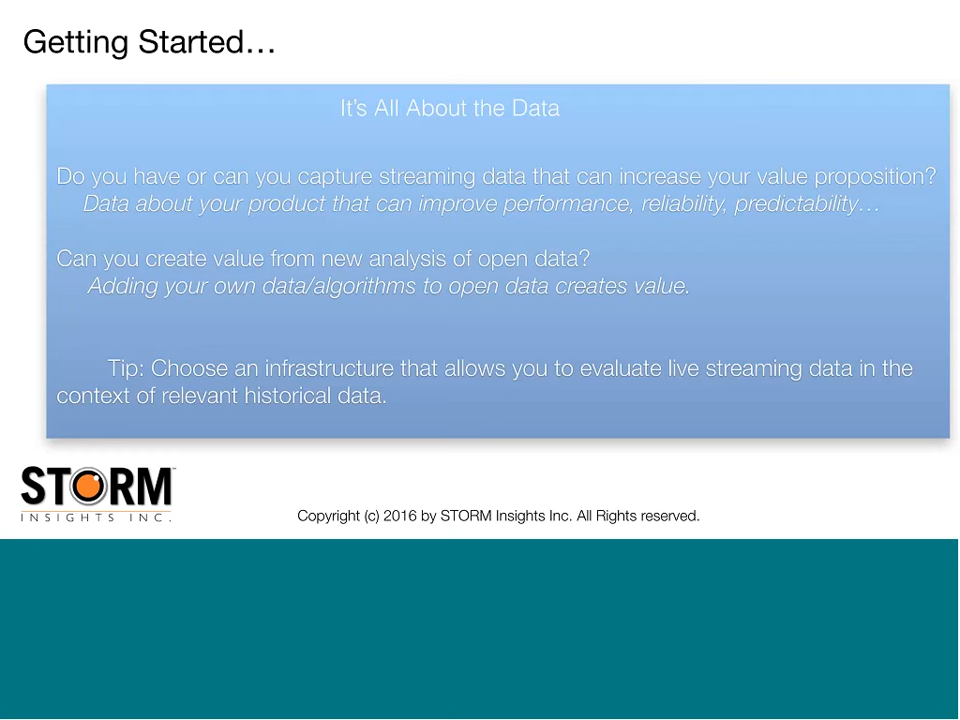 Getting Started…
It's All About the Data
Do you have or can you capture streaming data that can increase your value proposition?
Data about your product that can improve performance, reliability, predictability…
Can you create value from new analysis of open data?
Adding your own data/algorithms to open data creates value.
Tip: Choose an infrastructure that allows you to evaluate live streaming data in the
context of relevant historical data.
STORM™
INSIGHTS INC.
Copyright (c) 2016 by STORM Insights Inc. All Rights reserved.